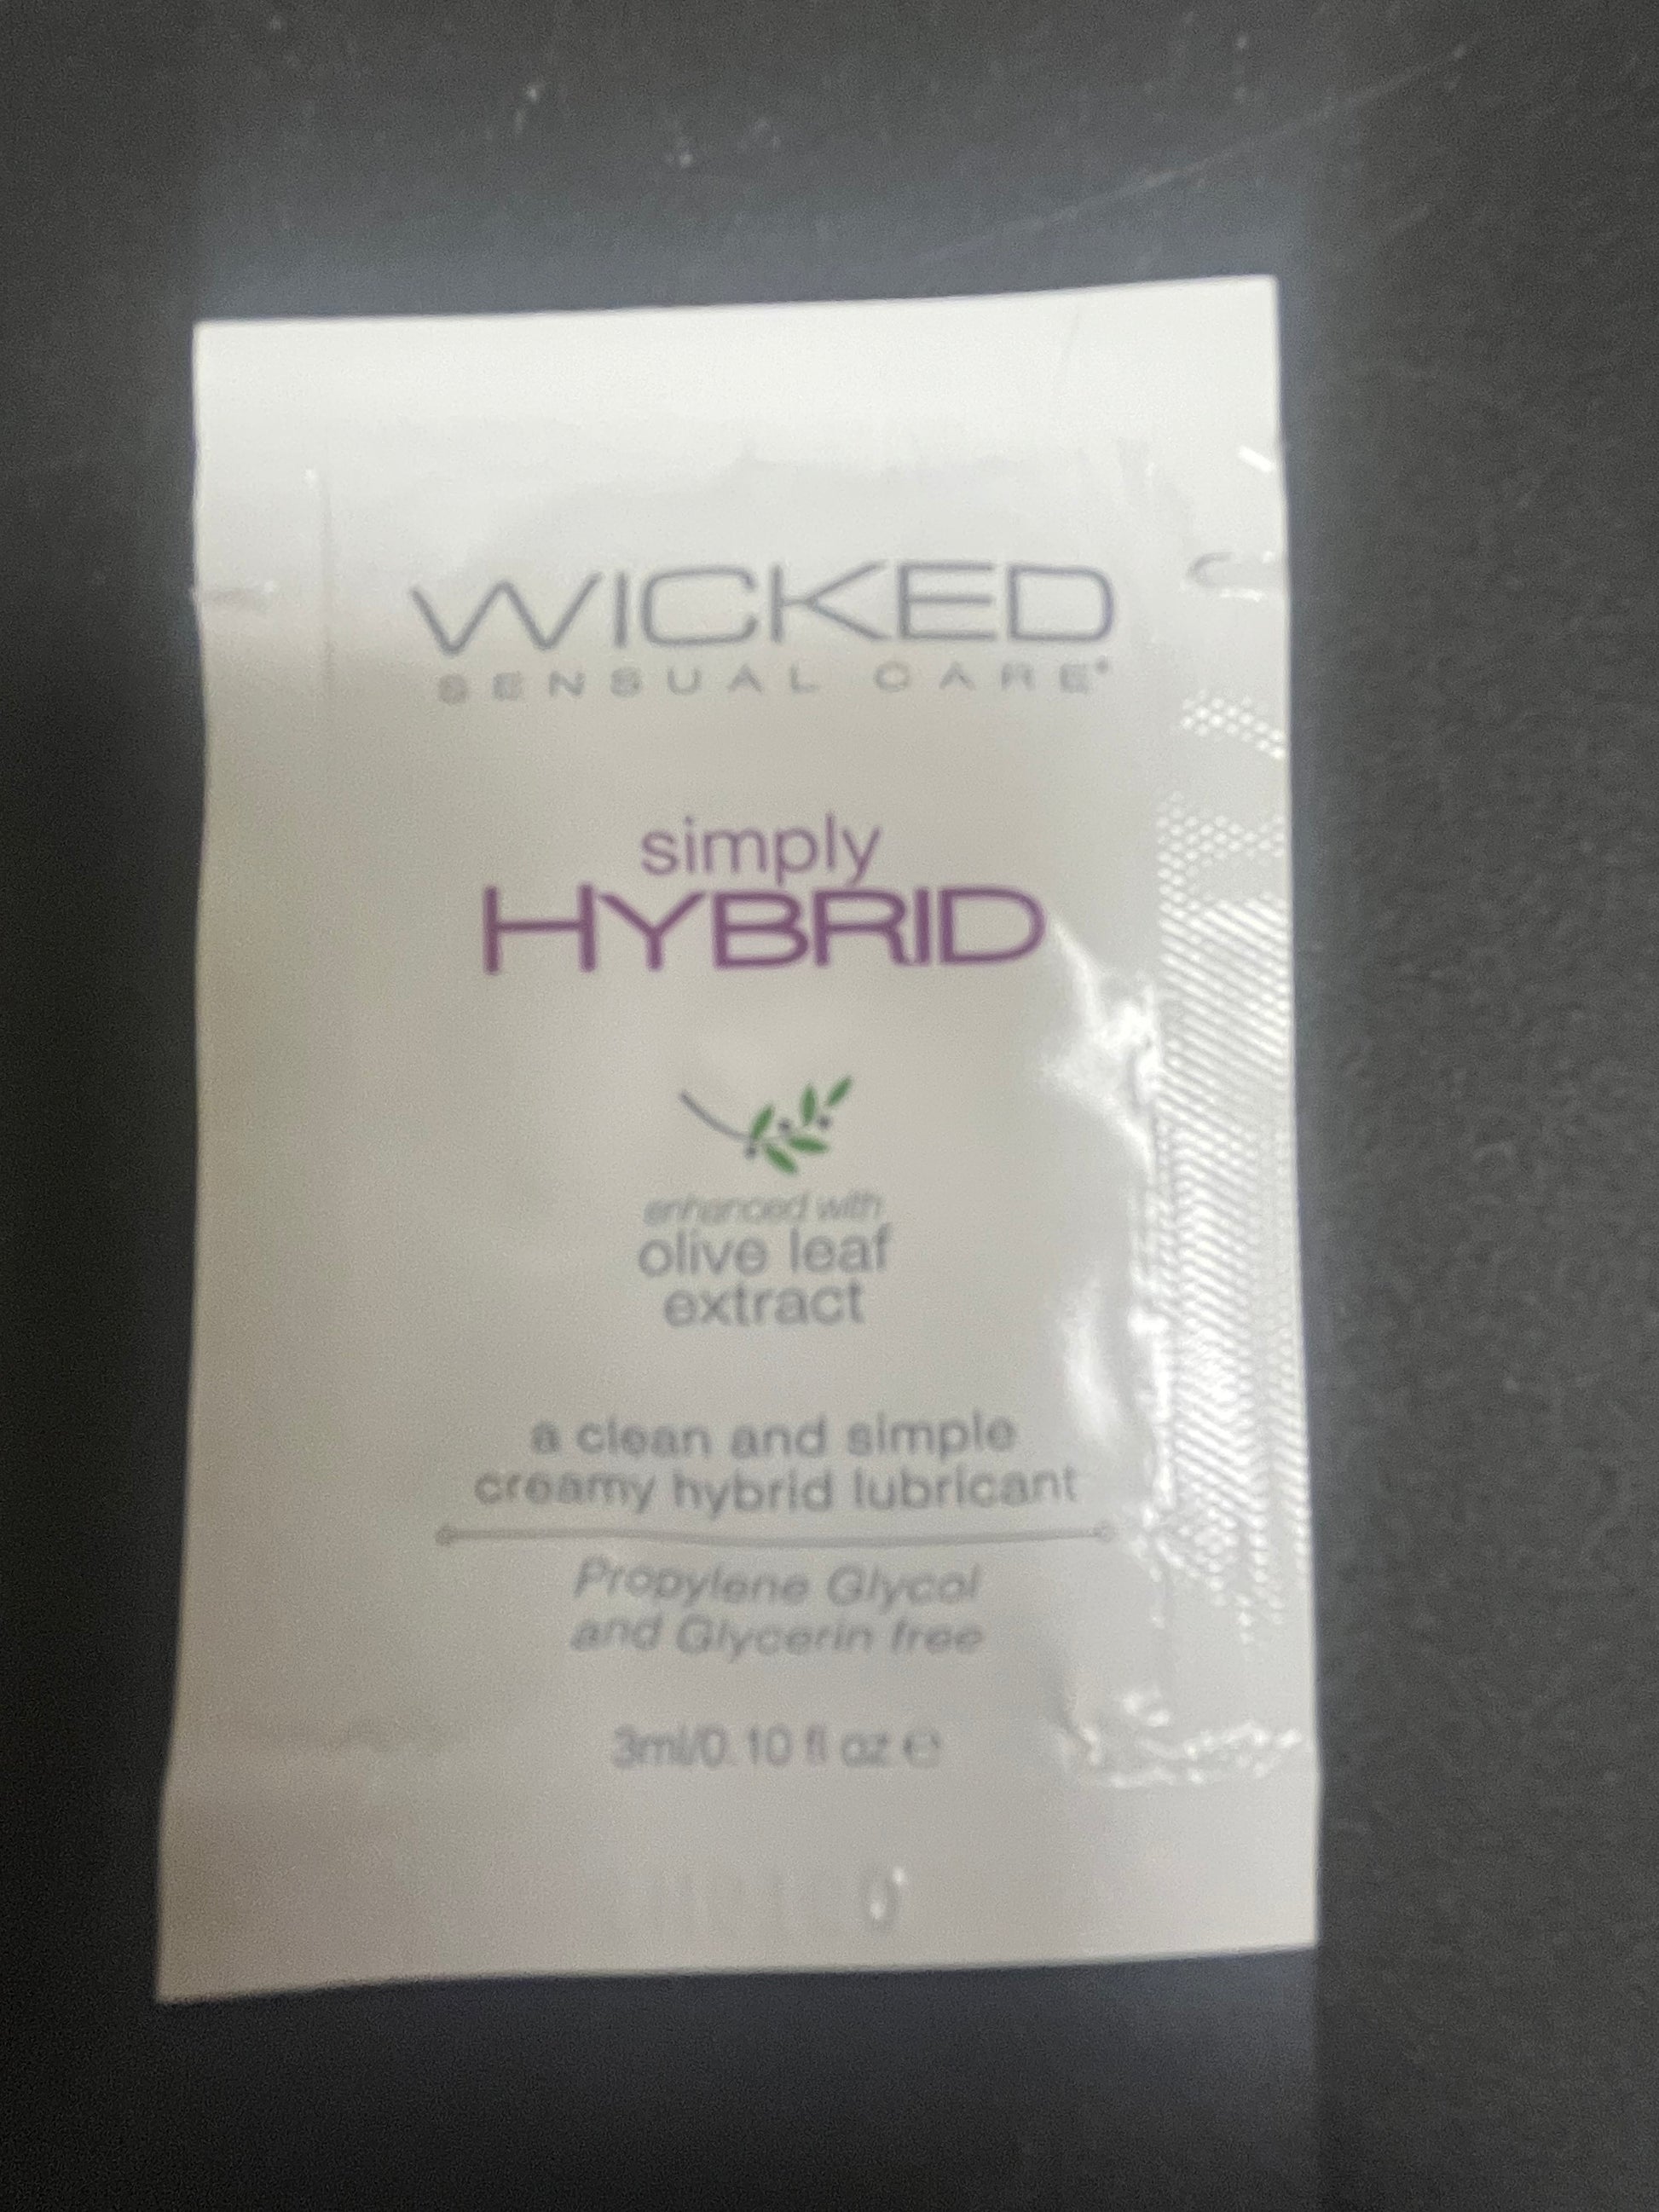 WICKED
SENSUAL CARE®
simply
HYBRID
enhanced with
olive leaf
extract
a clean and simple
creamy hybrid lubricant
Propylene Glycol
and Glycerin free
3ml/0.10 fl oz ℮